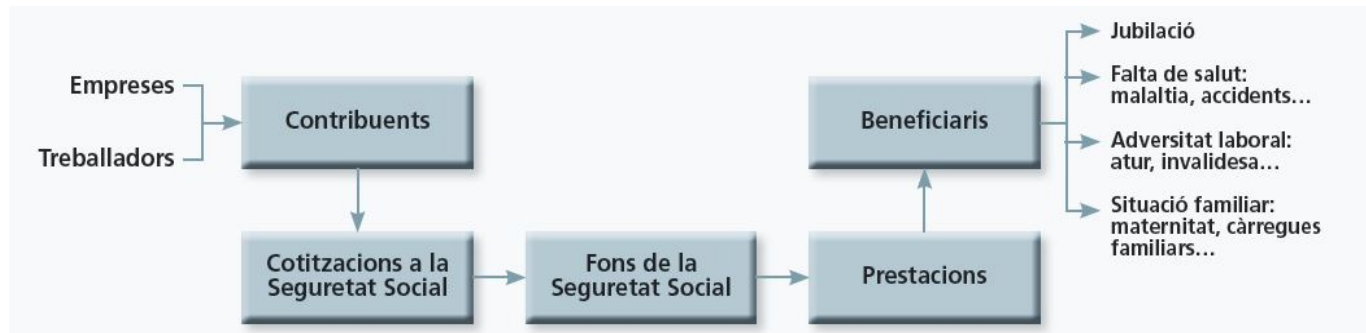 Empreses
Treballadors
Contribuents
Cotitzacions a la
Seguretat Social
Fons de la
Seguretat Social
Prestacions
Beneficiaris
Jubilació
Falta de salut:
malaltia, accidents...
Adversitat laboral:
atur, invalidesa...
Situació familiar:
maternitat, càrregues
familiars...